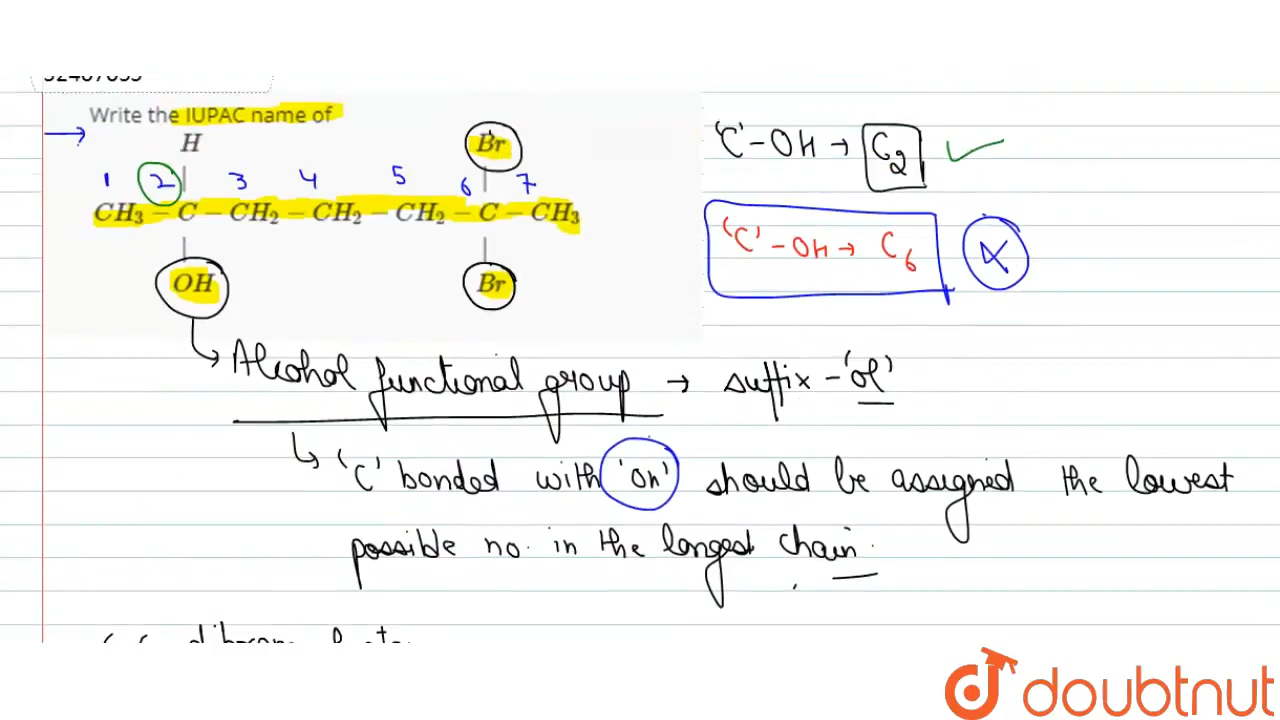 Write the IUPAC name of
H Br
1 2 3 4 5 6 7
CH3 − C − CH2 − CH2 − CH2 − C − CH3
OH Br
'C' - OH → C2 ✓
'C' - OH → C6 ×
Alcohol functional group → suffix - 'ol'
'C' bonded with 'OH' should be assigned the lowest
possible no. in the longest chain.
doubtnut